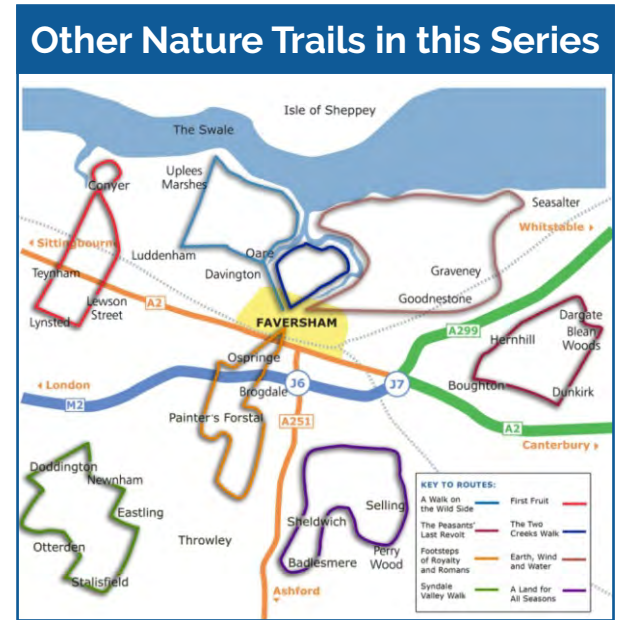 Other Nature Trails in this Series
Isle of Sheppey
The Swale
Conyer
Uplees
Marshes
Seasalter
Whitstable
Sittingbourne
Luddenham
Oare
Davington
Teynham
Graveney
Goodnestone
Lewson
Street
A2
Lynsted
FAVERSHAM
A299
Dargate
Blean
Woods
Hernhill
Ospringe
London
M2
Brogdale
J6
J7
Boughton
Dunkirk
Painter's Forstal
A251
A2
Canterbury
Doddington
Newnham
Eastling
Otterden
Stalisfield
Throwley
Sheldwich
Selling
Badlesmere
Perry
Wood
Ashford
KEY TO ROUTES:
A Walk on
the Wild Side
First Fruit
The Peasants'
Last Revolt
The Two
Creeks Walk
Footsteps
of Royalty
and Romans
Earth, Wind
and Water
Syndale
Valley Walk
A Land for
All Seasons